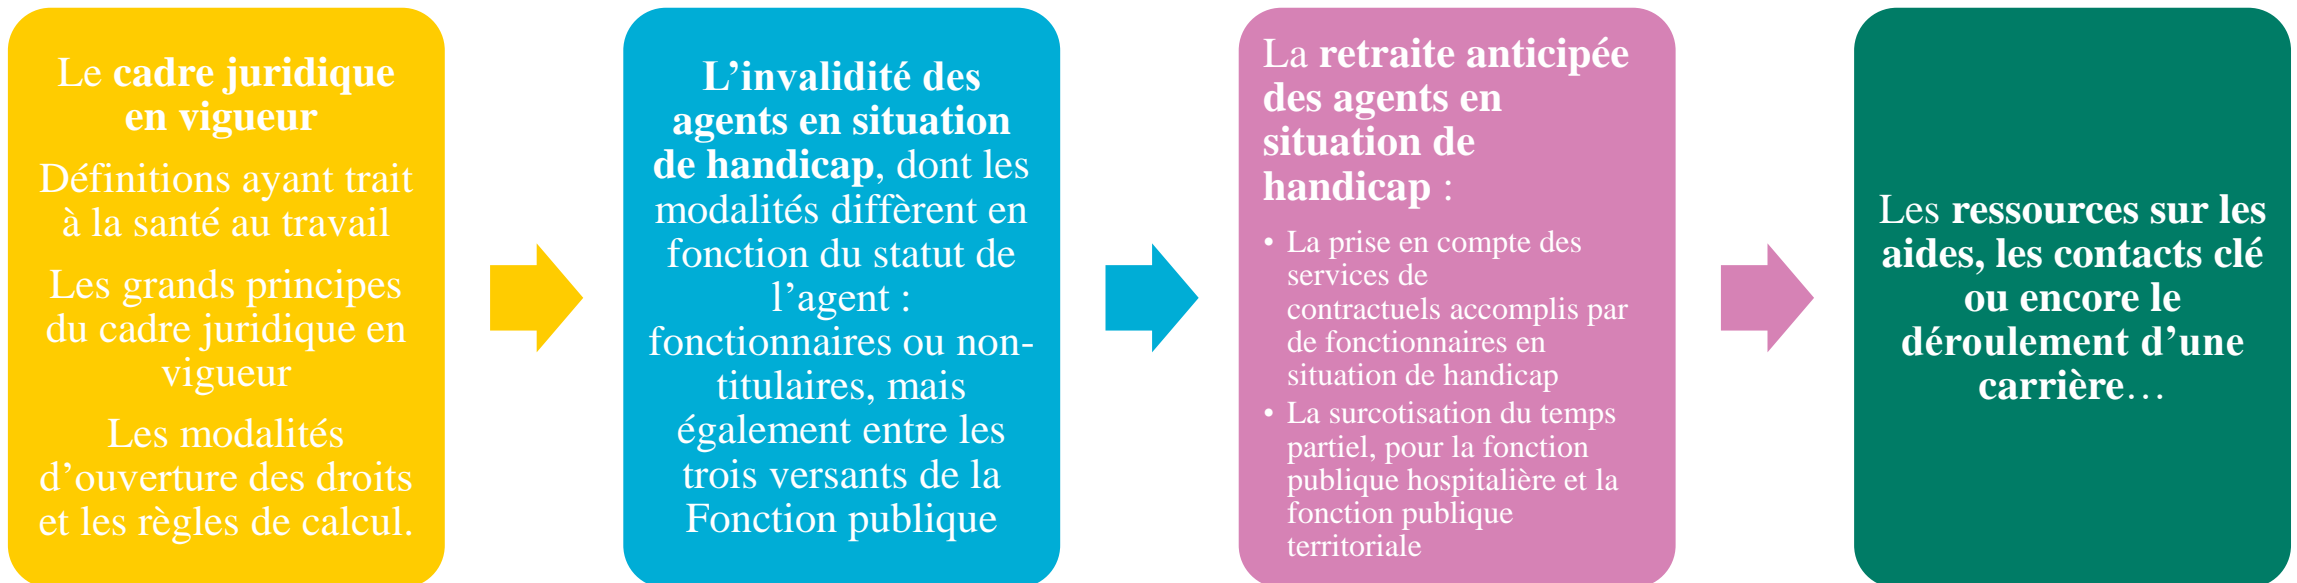 Le cadre juridique
en vigueur
Définitions ayant trait
à la santé au travail
Les grands principes
du cadre juridique en
vigueur
Les modalités
d’ouverture des droits
et les règles de calcul.
L’invalidité des
agents en situation
de handicap, dont les
modalités diffèrent en
fonction du statut de
l’agent :
fonctionnaires ou non-
titulaires, mais
également entre les
trois versants de la
Fonction publique
La retraite anticipée
des agents en
situation de
handicap :
• La prise en compte des
services de
contractuels accomplis par
de fonctionnaires en
situation de handicap
• La surcotisation du temps
partiel, pour la fonction
publique hospitalière et la
fonction publique
territoriale
Les ressources sur les
aides, les contacts clé
ou encore le
déroulement d’une
carrière…